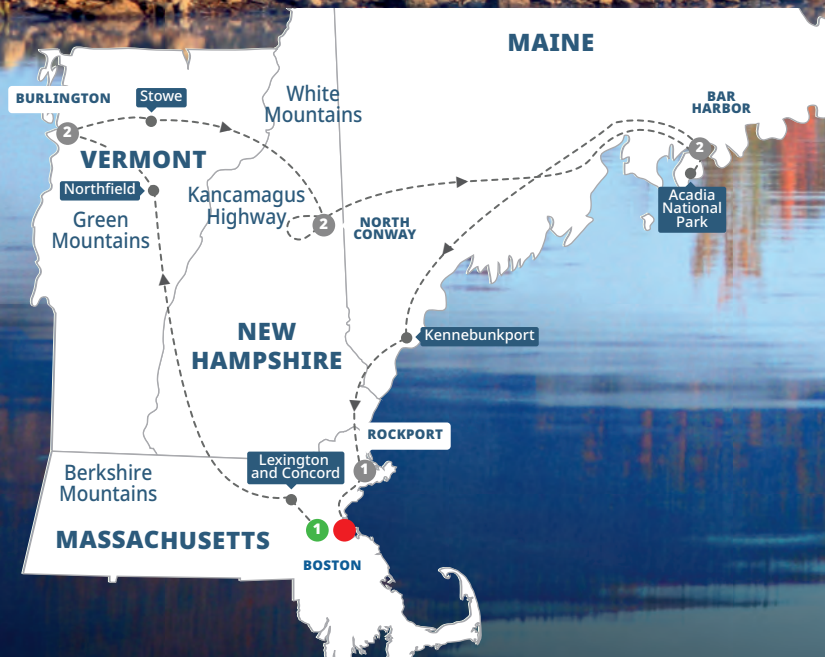 MAINE
BURLINGTON
Stowe
White
Mountains
BAR
HARBOR
2
2
VERMONT
Northfield
Kancamagus
Highway
Acadia
National
Park
Green
Mountains
2
NORTH
CONWAY
NEW
HAMPSHIRE
Kennebunkport
ROCKPORT
Lexington
and Concord
1
Berkshire
Mountains
1
MASSACHUSETTS
BOSTON